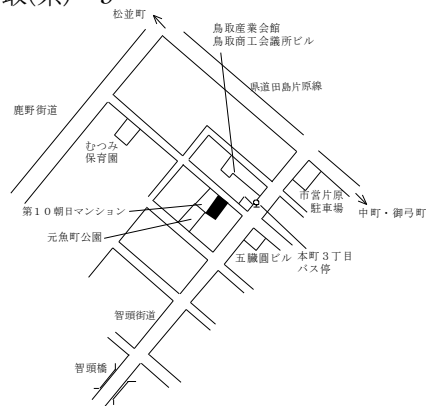 松並町
鳥取産業会館
鳥取商工会議所ビル
県道田島片原線
鹿野街道
むつみ
保育園
第１０朝日マンション
元魚町公園
市営片原
駐車場
中町・御弓町
五臓圓ビル
本町３丁目
バス停
智頭街道
智頭橋